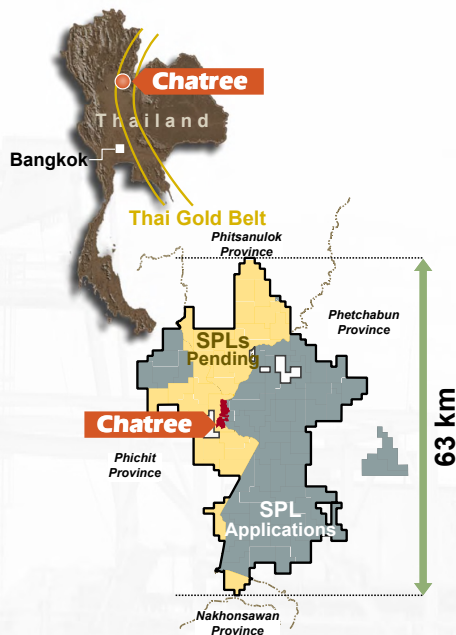 Chatree
Thailand
Bangkok
Thai Gold Belt
Phitsanulok
Province
Phetchabun
Province
SPLs
Pending
Chatree
Phichit
Province
63 km
SPL
Applications
Nakhonsawan
Province